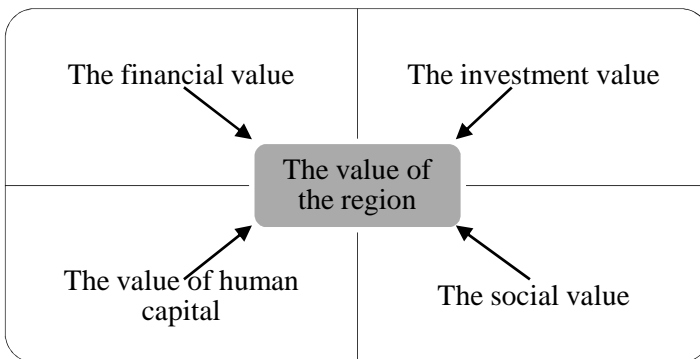 The financial value
The investment value
The value of
the region
The value of human
capital
The social value